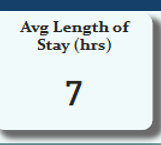 Avg Length of
Stay (hrs)
7